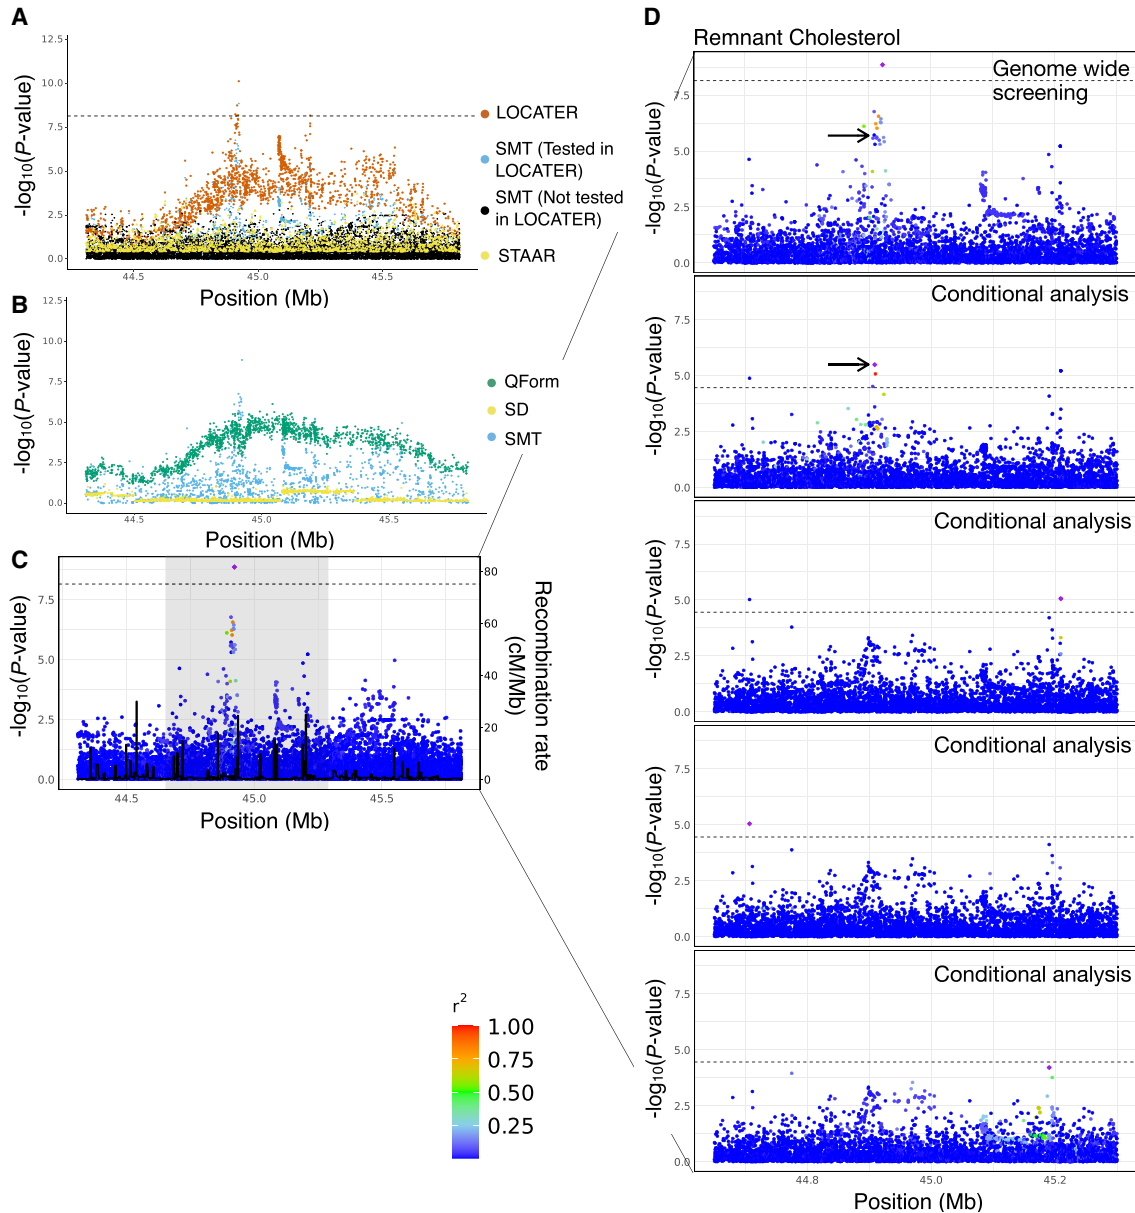 A
12.5
10.0
7.5
5.0
2.5
0.0
-log10(P-value)
44.5
45.0
45.5
Position (Mb)
LOCATER
SMT (Tested in
LOCATER)
SMT (Not tested
in LOCATER)
STAAR
B
12.5
10.0
7.5
5.0
2.5
0.0
-log10(P-value)
44.5
45.0
45.5
Position (Mb)
QForm
SD
SMT
C
7.5
5.0
2.5
0.0
-log10(P-value)
80
60
40
20
0
Recombination rate
(cM/Mb)
44.5
45.0
45.5
Position (Mb)
r2
1.00
0.75
0.50
0.25
D
Remnant Cholesterol
Genome wide
screening
7.5
5.0
2.5
0.0
-log10(P-value)
Conditional analysis
7.5
5.0
2.5
0.0
-log10(P-value)
Conditional analysis
7.5
5.0
2.5
0.0
-log10(P-value)
Conditional analysis
7.5
5.0
2.5
0.0
-log10(P-value)
Conditional analysis
7.5
5.0
2.5
0.0
-log10(P-value)
44.8
45.0
45.2
Position (Mb)